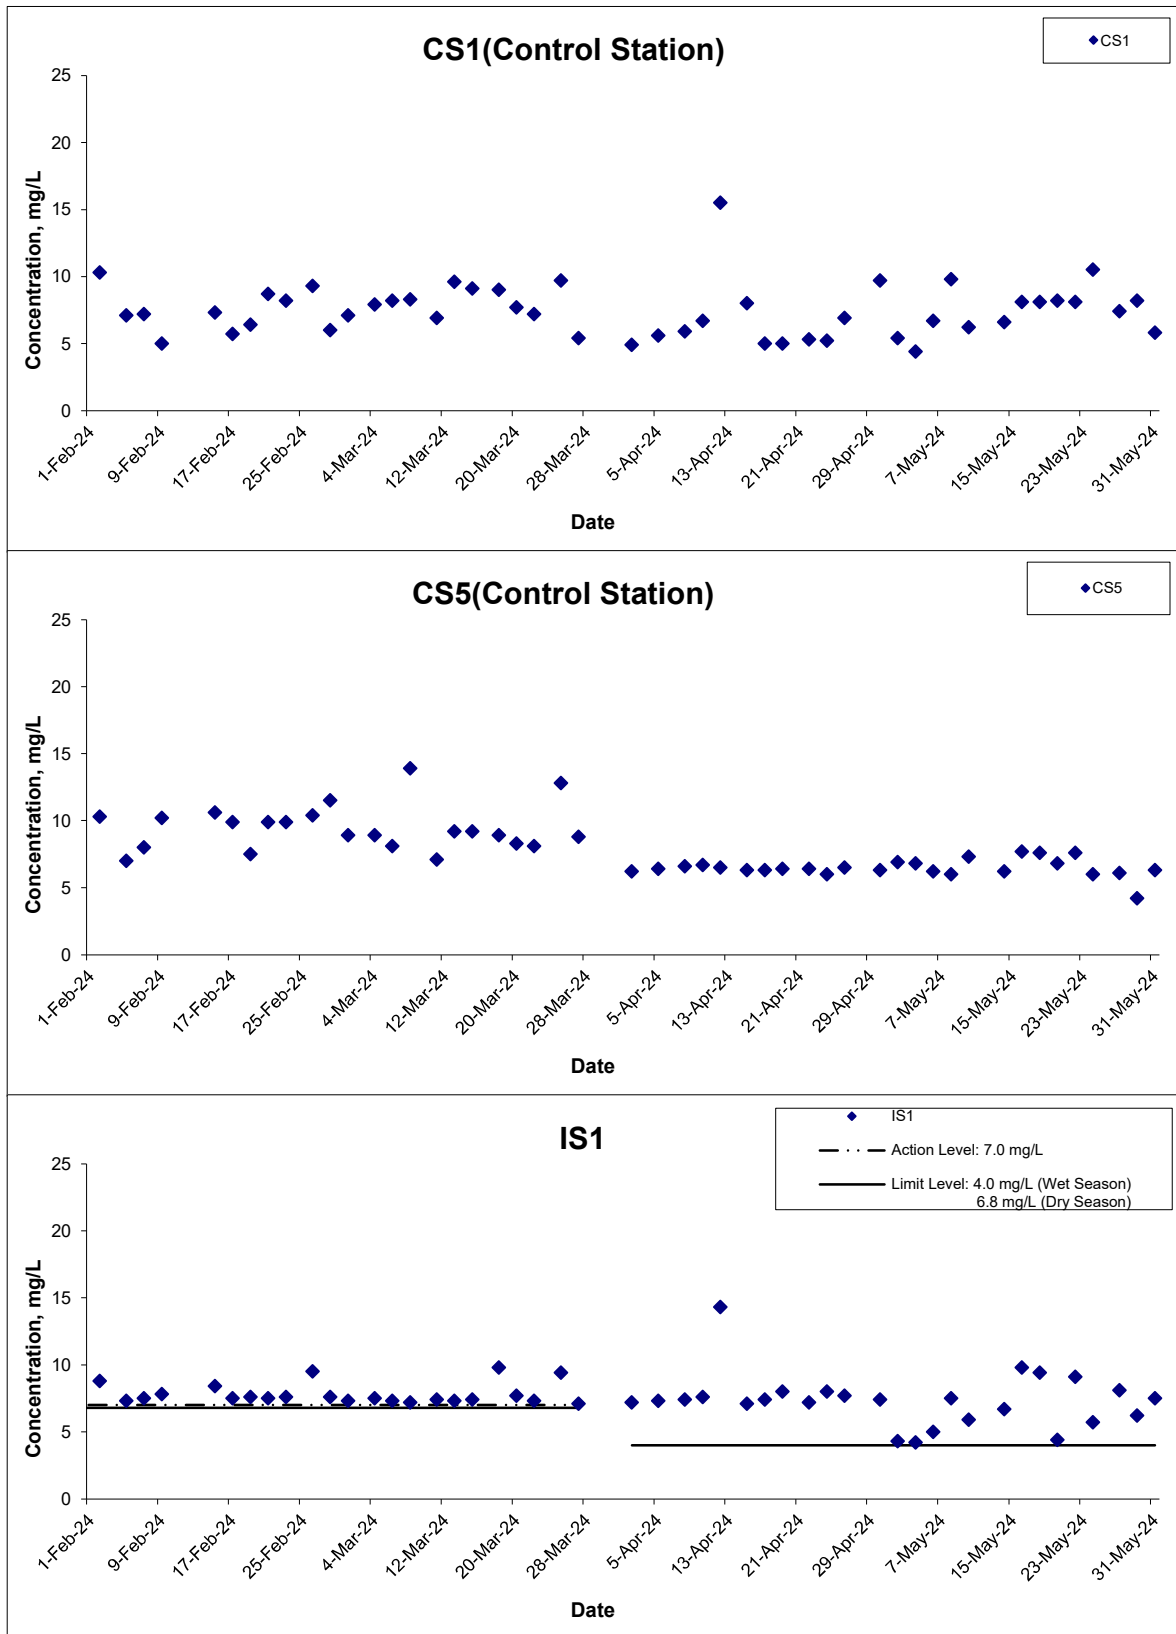 CS1(Control Station)
CS1
Concentration, mg/L
25
20
15
10
5
0
1-Feb-24
9-Feb-24
17-Feb-24
25-Feb-24
4-Mar-24
12-Mar-24
20-Mar-24
28-Mar-24
5-Apr-24
13-Apr-24
21-Apr-24
29-Apr-24
7-May-24
15-May-24
23-May-24
31-May-24
Date
CS5(Control Station)
CS5
Concentration, mg/L
25
20
15
10
5
0
1-Feb-24
9-Feb-24
17-Feb-24
25-Feb-24
4-Mar-24
12-Mar-24
20-Mar-24
28-Mar-24
5-Apr-24
13-Apr-24
21-Apr-24
29-Apr-24
7-May-24
15-May-24
23-May-24
31-May-24
Date
IS1
IS1
Action Level: 7.0 mg/L
Limit Level: 4.0 mg/L (Wet Season)
6.8 mg/L (Dry Season)
Concentration, mg/L
25
20
15
10
5
0
1-Feb-24
9-Feb-24
17-Feb-24
25-Feb-24
4-Mar-24
12-Mar-24
20-Mar-24
28-Mar-24
5-Apr-24
13-Apr-24
21-Apr-24
29-Apr-24
7-May-24
15-May-24
23-May-24
31-May-24
Date